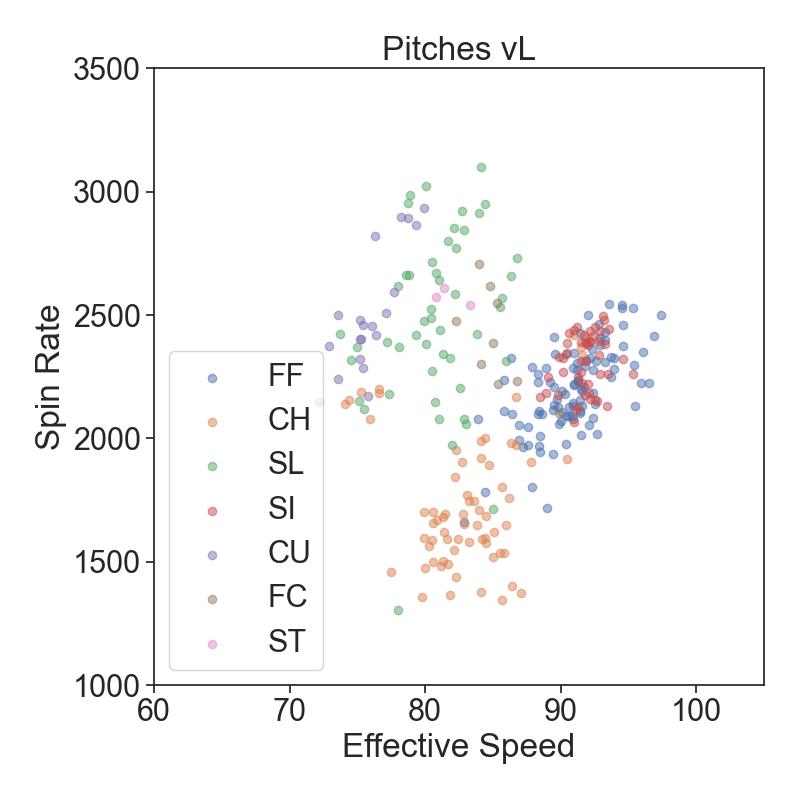 Pitches vL
3500
3000
2500
2000
1500
1000
Spin Rate
FF
CH
SL
SI
CU
FC
ST
60 70 80 90 100
Effective Speed